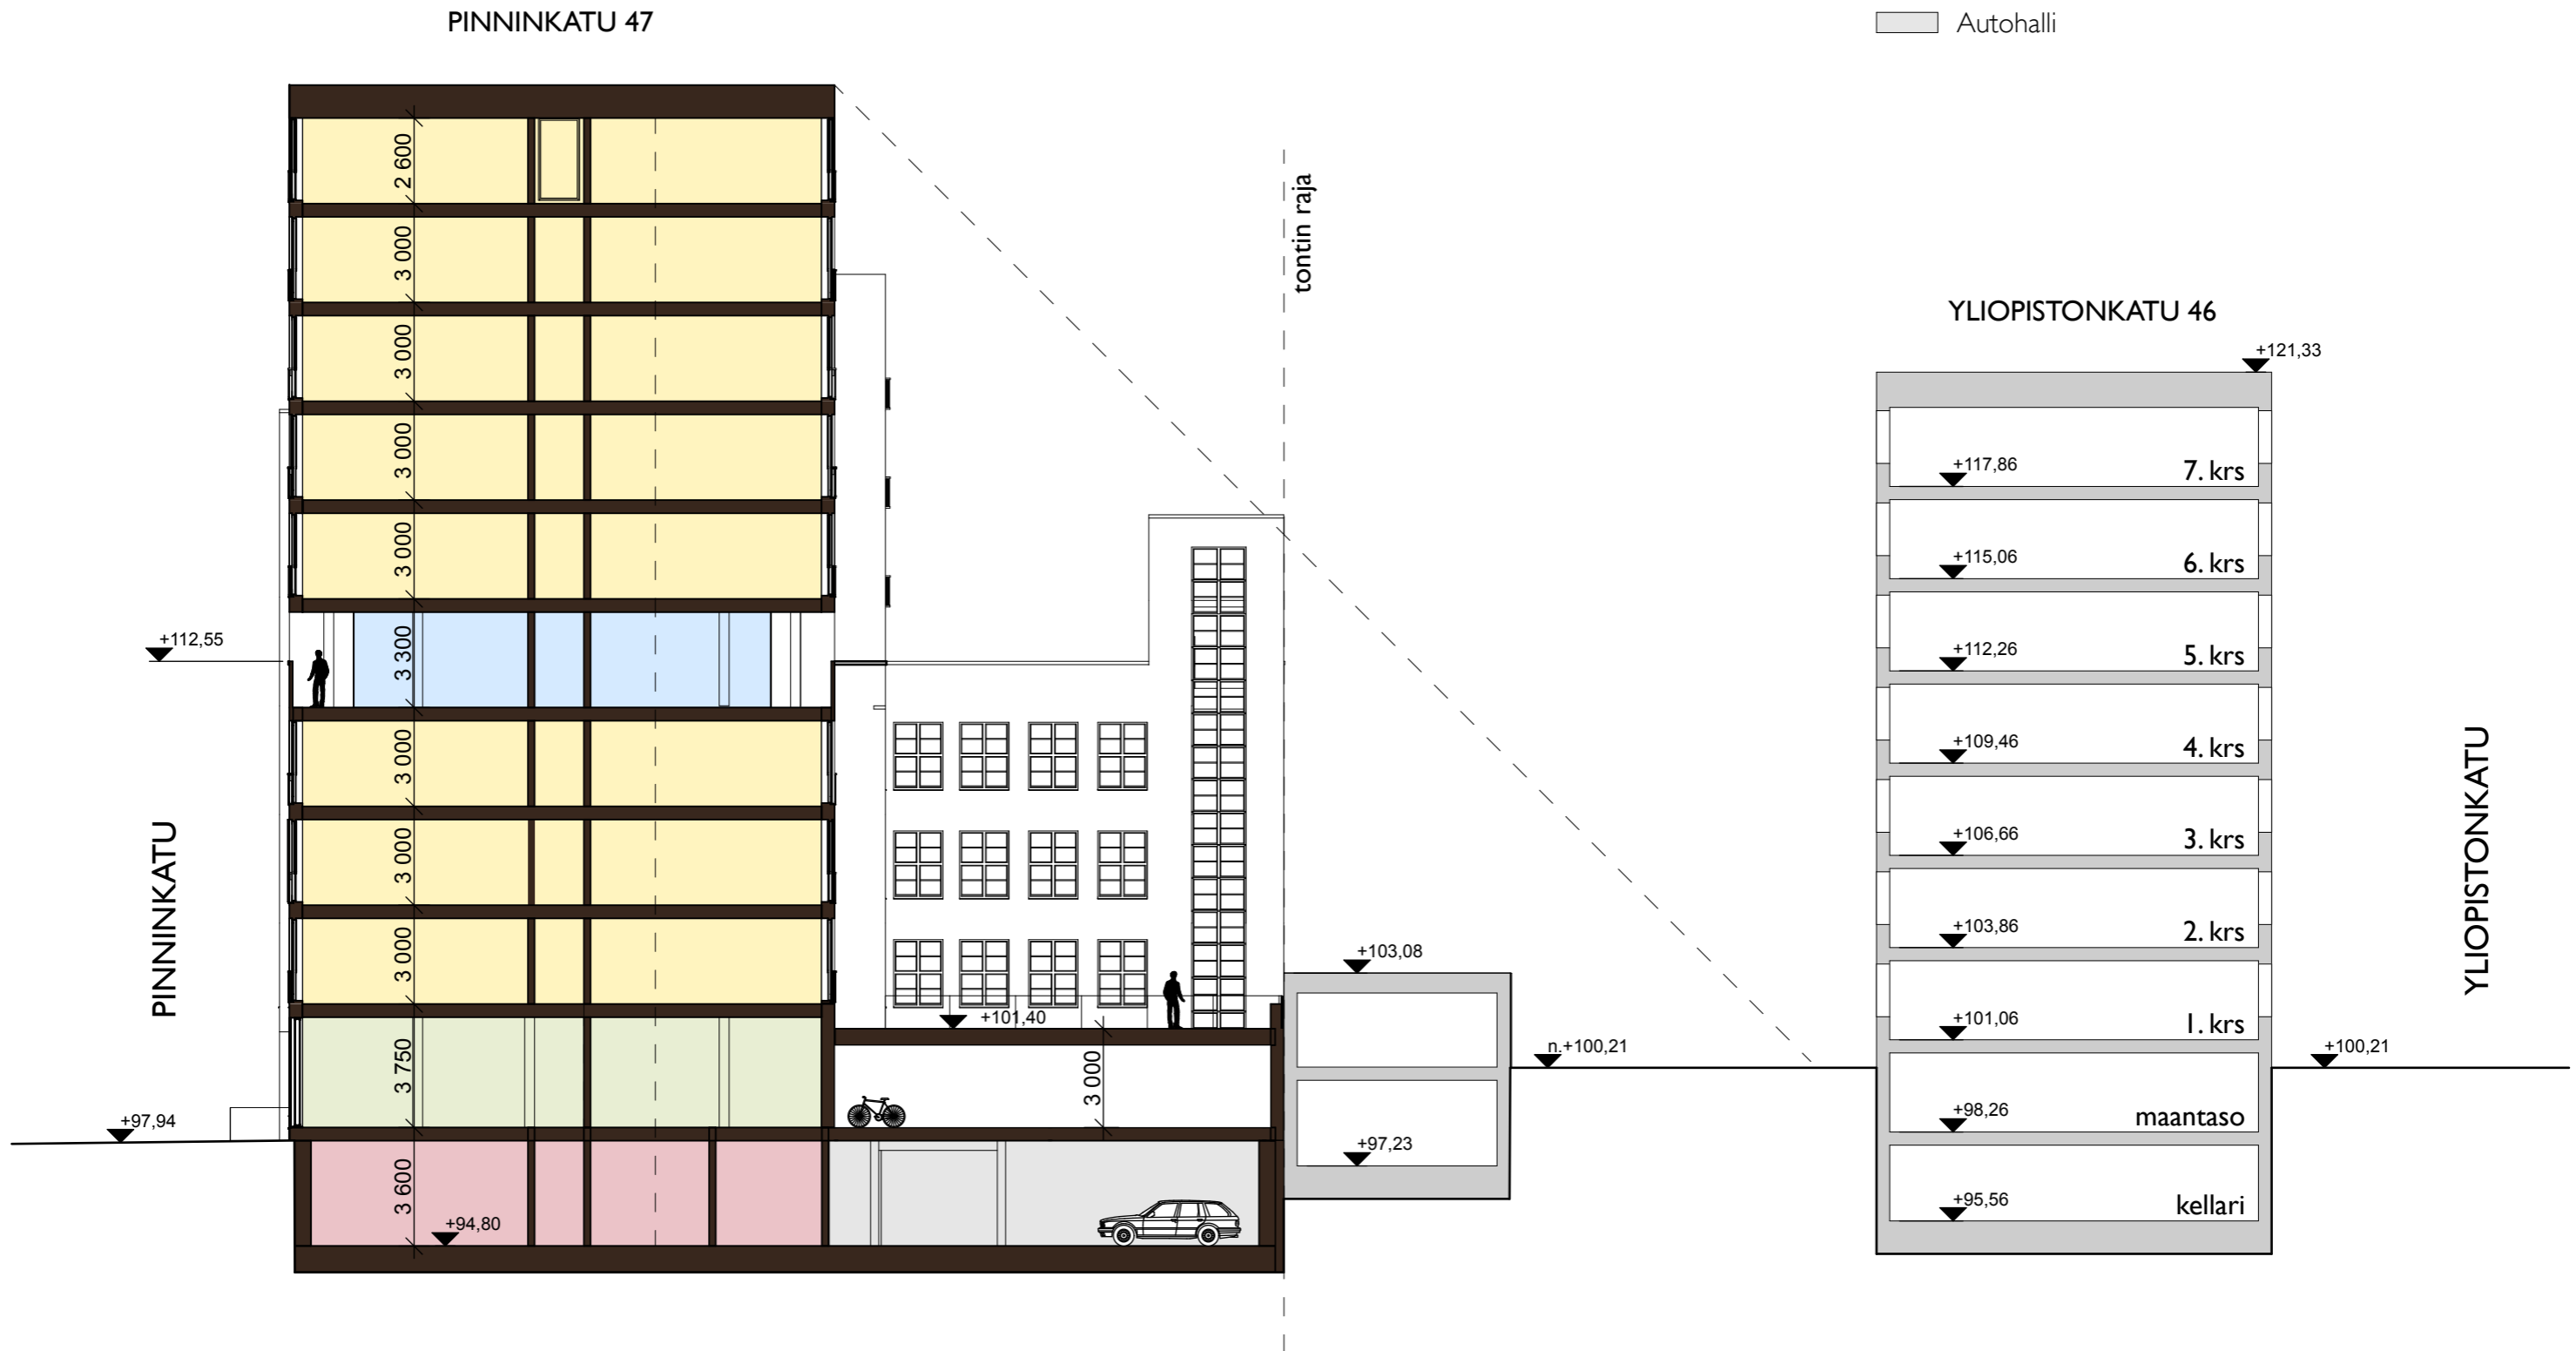 PINNINKATU 47
Autohalli
2 600
3 000
3 000
3 000
3 000
3 300
3 000
3 000
3 000
3 750
3 600
+112,55
PINNINKATU
+97,94
+94,80
tontin raja
+101,40
3 000
+103,08
+97,23
n.+100,21
YLIOPISTONKATU 46
+121,33
+117,86 7. krs
+115,06 6. krs
+112,26 5. krs
+109,46 4. krs
+106,66 3. krs
+103,86 2. krs
+101,06 1. krs
+98,26 maantaso
+95,56 kellari
+100,21
YLIOPISTONKATU